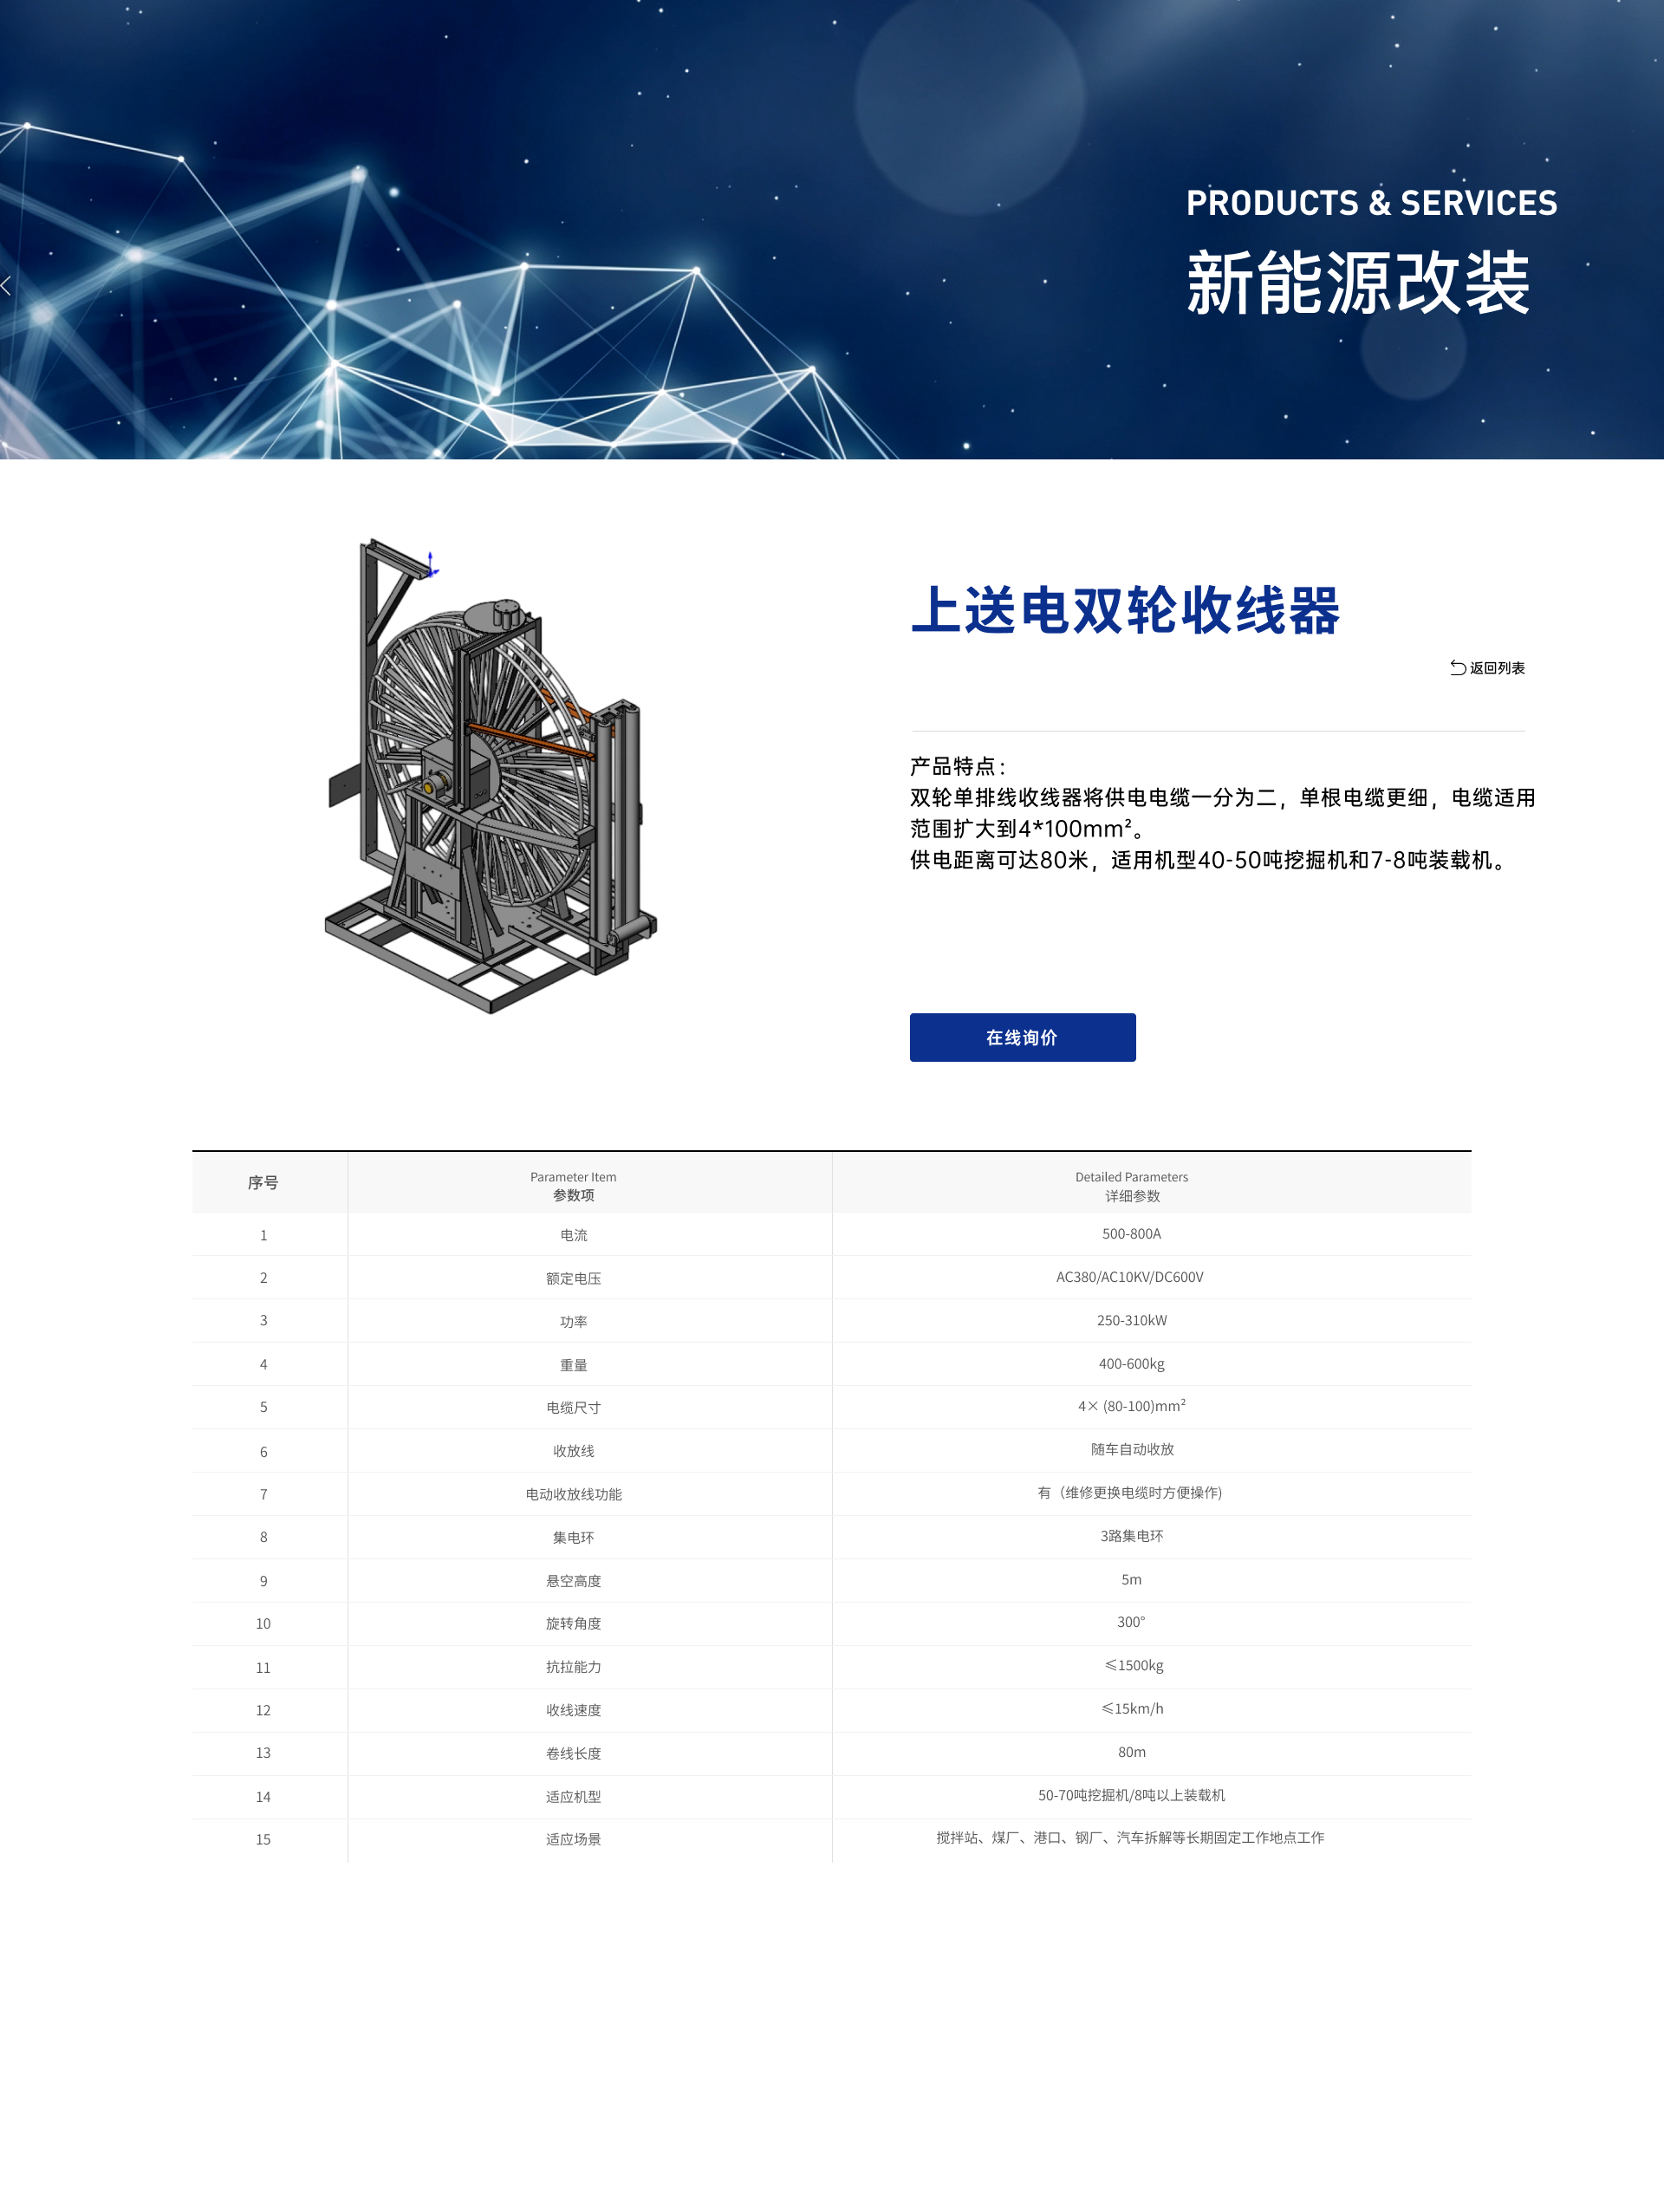 PRODUCTS & SERVICES
新能源改装
上送电双轮收线器
返回列表
产品特点：
双轮单排线收线器将供电电缆一分为二，单根电缆更细，电缆适用
范围扩大到4*100mm²。
供电距离可达80米，适用机型40-50吨挖掘机和7-8吨装载机。
在线询价
序号 Parameter Item 参数项 Detailed Parameters 详细参数
1 电流 500-800A
2 额定电压 AC380/AC10KV/DC600V
3 功率 250-310kW
4 重量 400-600kg
5 电缆尺寸 4× (80-100)mm²
6 收放线 随车自动收放
7 电动收放线功能 有（维修更换电缆时方便操作)
8 集电环 3路集电环
9 悬空高度 5m
10 旋转角度 300°
11 抗拉能力 ≤1500kg
12 收线速度 ≤15km/h
13 卷线长度 80m
14 适应机型 50-70吨挖掘机/8吨以上装载机
15 适应场景 搅拌站、煤厂、港口、钢厂、汽车拆解等长期固定工作地点工作